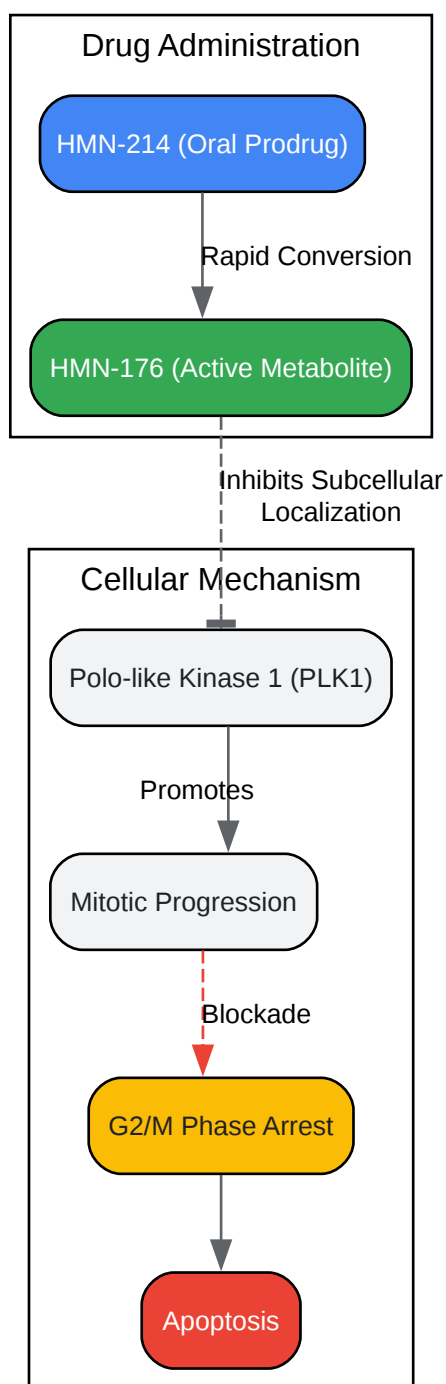 Drug Administration
HMN-214 (Oral Prodrug)
Rapid Conversion
HMN-176 (Active Metabolite)
Inhibits Subcellular
Localization
Cellular Mechanism
Polo-like Kinase 1 (PLK1)
Promotes
Mitotic Progression
Blockade
G2/M Phase Arrest
Apoptosis